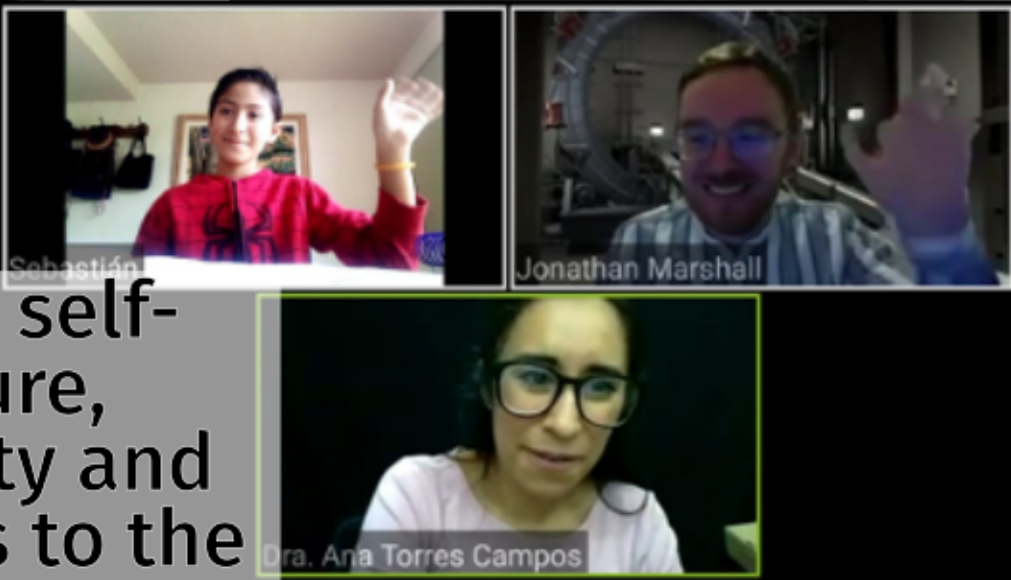 Sebastián
Jonathan Marshall
self-
ure,
ty and
s to the
Dra. Ana Torres Campos